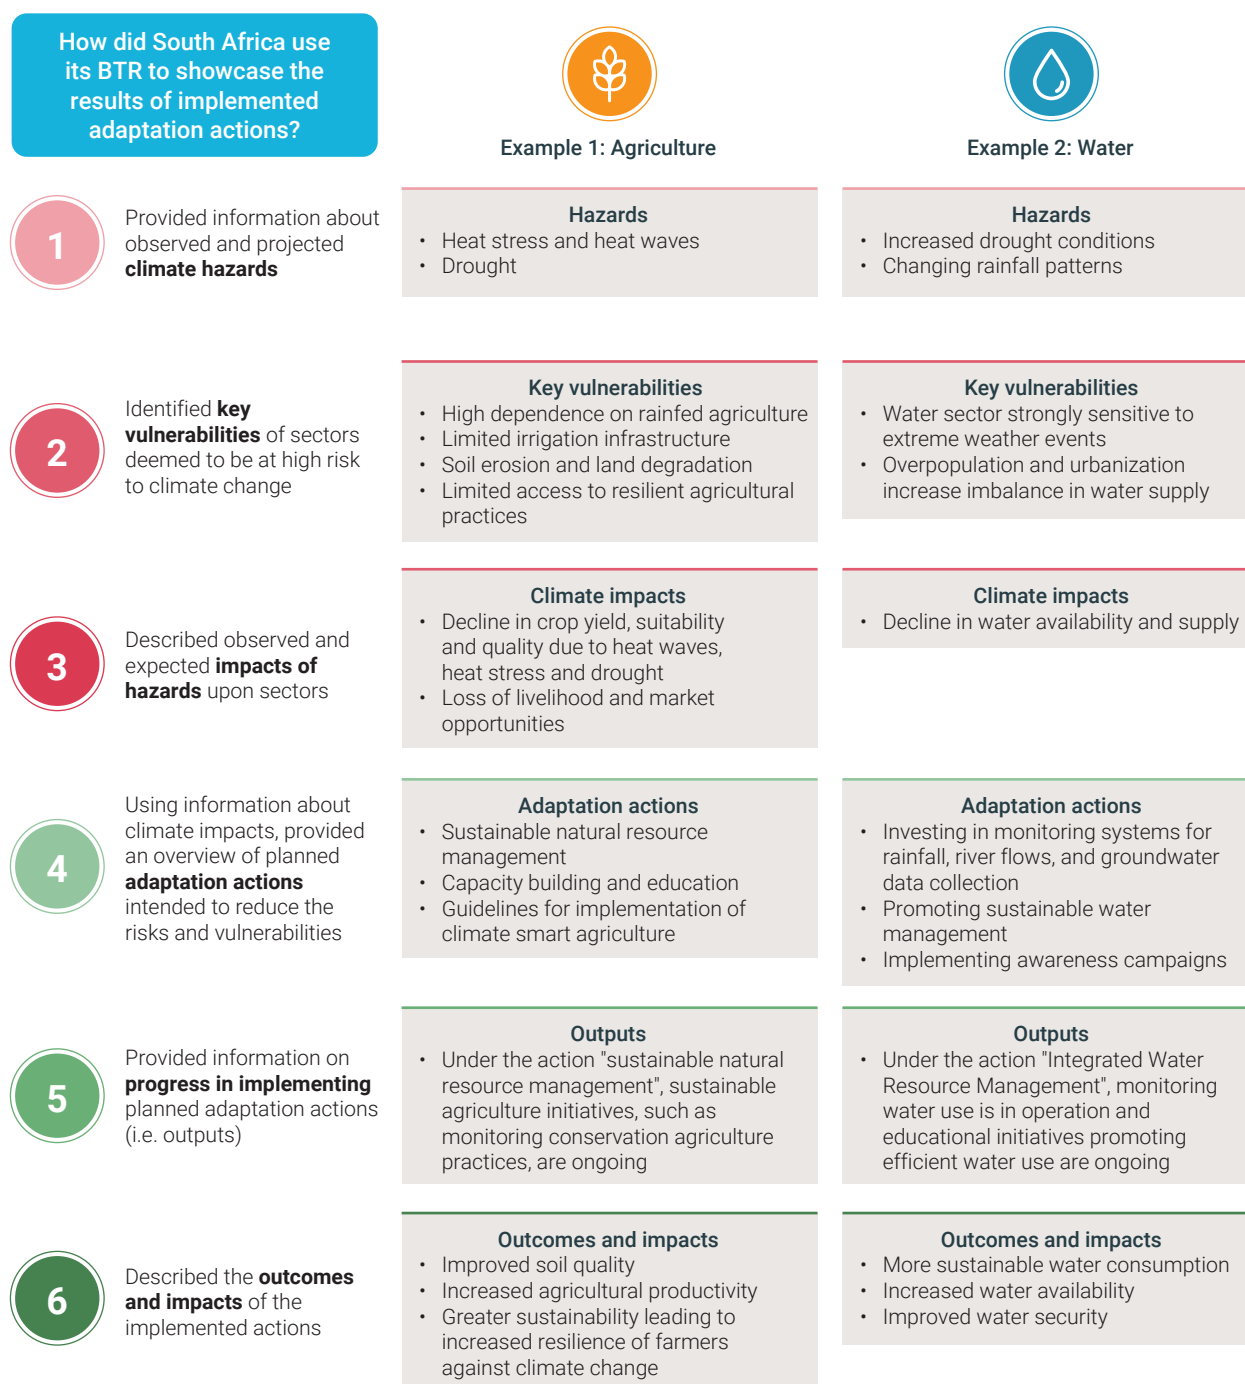 How did South Africa use
its BTR to showcase the
results of implemented
adaptation actions?
Example 1: Agriculture
Example 2: Water
1
Provided information about
observed and projected
climate hazards
Hazards
• Heat stress and heat waves
• Drought
Hazards
• Increased drought conditions
• Changing rainfall patterns
2
Identified key
vulnerabilities of sectors
deemed to be at high risk
to climate change
Key vulnerabilities
• High dependence on rainfed agriculture
• Limited irrigation infrastructure
• Soil erosion and land degradation
• Limited access to resilient agricultural
practices
Key vulnerabilities
• Water sector strongly sensitive to
extreme weather events
• Overpopulation and urbanization
increase imbalance in water supply
3
Described observed and
expected impacts of
hazards upon sectors
Climate impacts
• Decline in crop yield, suitability
and quality due to heat waves,
heat stress and drought
• Loss of livelihood and market
opportunities
Climate impacts
• Decline in water availability and supply
4
Using information about
climate impacts, provided
an overview of planned
adaptation actions
intended to reduce the
risks and vulnerabilities
Adaptation actions
• Sustainable natural resource
management
• Capacity building and education
• Guidelines for implementation of
climate smart agriculture
Adaptation actions
• Investing in monitoring systems for
rainfall, river flows, and groundwater
data collection
• Promoting sustainable water
management
• Implementing awareness campaigns
5
Provided information on
progress in implementing
planned adaptation actions
(i.e. outputs)
Outputs
• Under the action "sustainable natural
resource management", sustainable
agriculture initiatives, such as
monitoring conservation agriculture
practices, are ongoing
Outputs
• Under the action "Integrated Water
Resource Management", monitoring
water use is in operation and
educational initiatives promoting
efficient water use are ongoing
6
Described the outcomes
and impacts of the
implemented actions
Outcomes and impacts
• Improved soil quality
• Increased agricultural productivity
• Greater sustainability leading to
increased resilience of farmers
against climate change
Outcomes and impacts
• More sustainable water consumption
• Increased water availability
• Improved water security